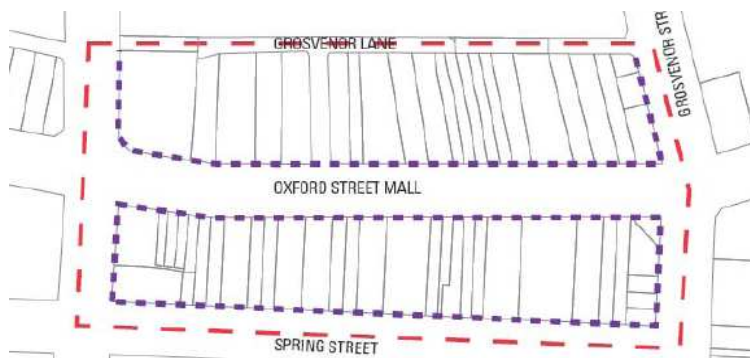 GROSVENOR LANE
GROSVENOR STR
OXFORD STREET MALL
SPRING STREET